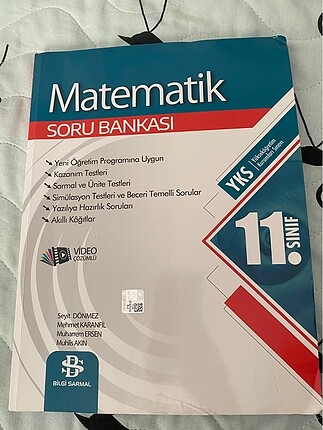 Matematik
SORU BANKASI
Yeni Öğretim Programına Uygun
Kazanım Testleri
Sarmal ve Ünite Testleri
Simülasyon Testleri ve Beceri Temelli Sorular
Yazılıya Hazırlık Soruları
Akıllı Kâğıtlar
YKS
Yükseköğretim
Kurumları Sınavı
11. SINIF
VİDEO
ÇÖZÜMLÜ
Seyit DÖNMEZ
Mehmet KARANFİL
Muharrem ERSEN
Muhlis AKIN
BİLGİ SARMAL